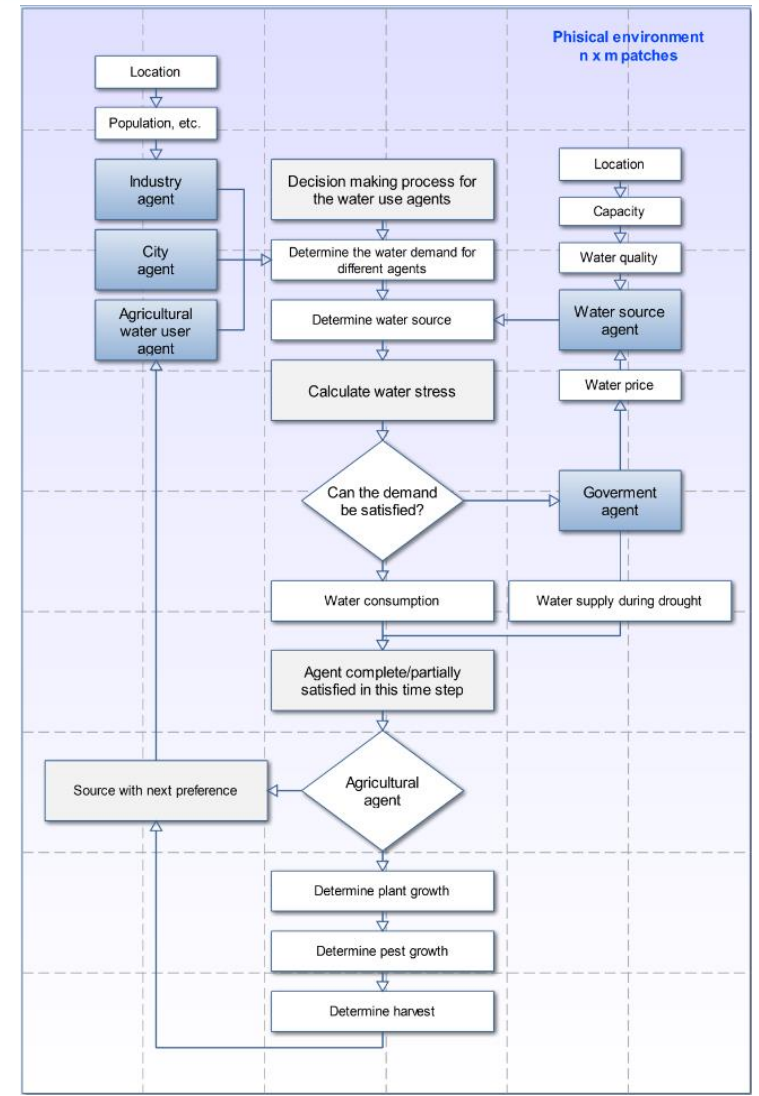 Phisical environment
n x m patches
Location
Population, etc.
Industry
agent
City
agent
Agricultural
water user
agent
Decision making process for
the water use agents
Determine the water demand for
different agents
Determine water source
Calculate water stress
Can the demand
be satisfied?
Location
Capacity
Water quality
Water source
agent
Water price
Goverment
agent
Water consumption
Water supply during drought
Agent complete/partially
satisfied in this time step
Agricultural
agent
Source with next preference
Determine plant growth
Determine pest growth
Determine harvest